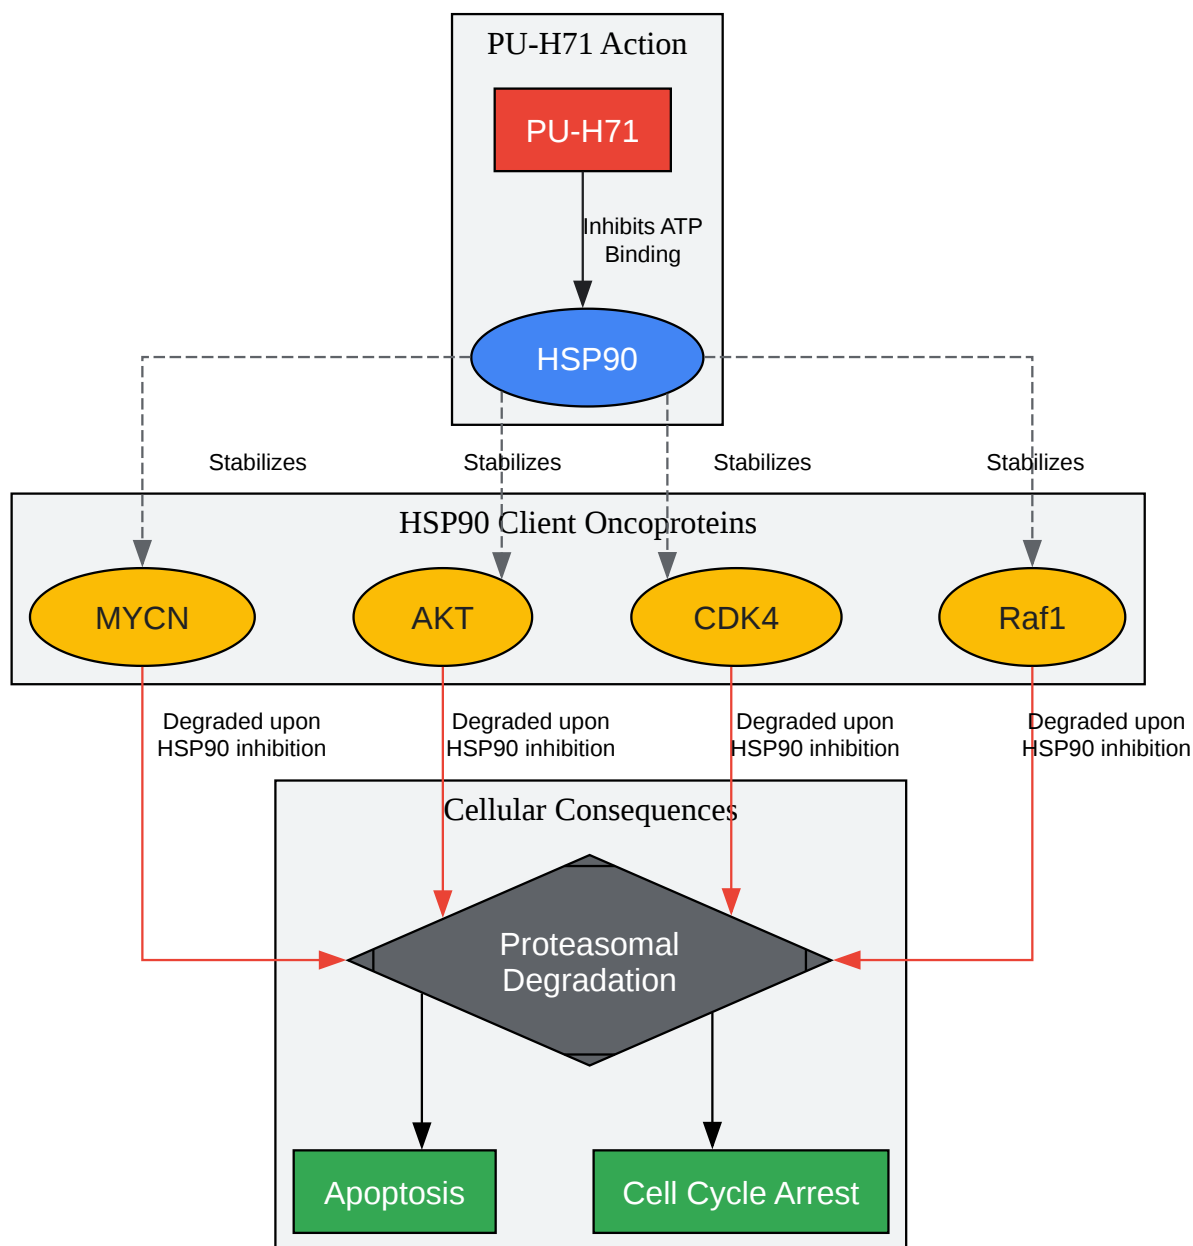 PU-H71 Action
PU-H71
Inhibits ATP
Binding
HSP90
Stabilizes
Stabilizes
Stabilizes
Stabilizes
HSP90 Client Oncoproteins
MYCN
AKT
CDK4
Raf1
Degraded upon
HSP90 inhibition
Degraded upon
HSP90 inhibition
Degraded upon
HSP90 inhibition
Degraded upon
HSP90 inhibition
Cellular Consequences
Proteasomal
Degradation
Apoptosis
Cell Cycle Arrest